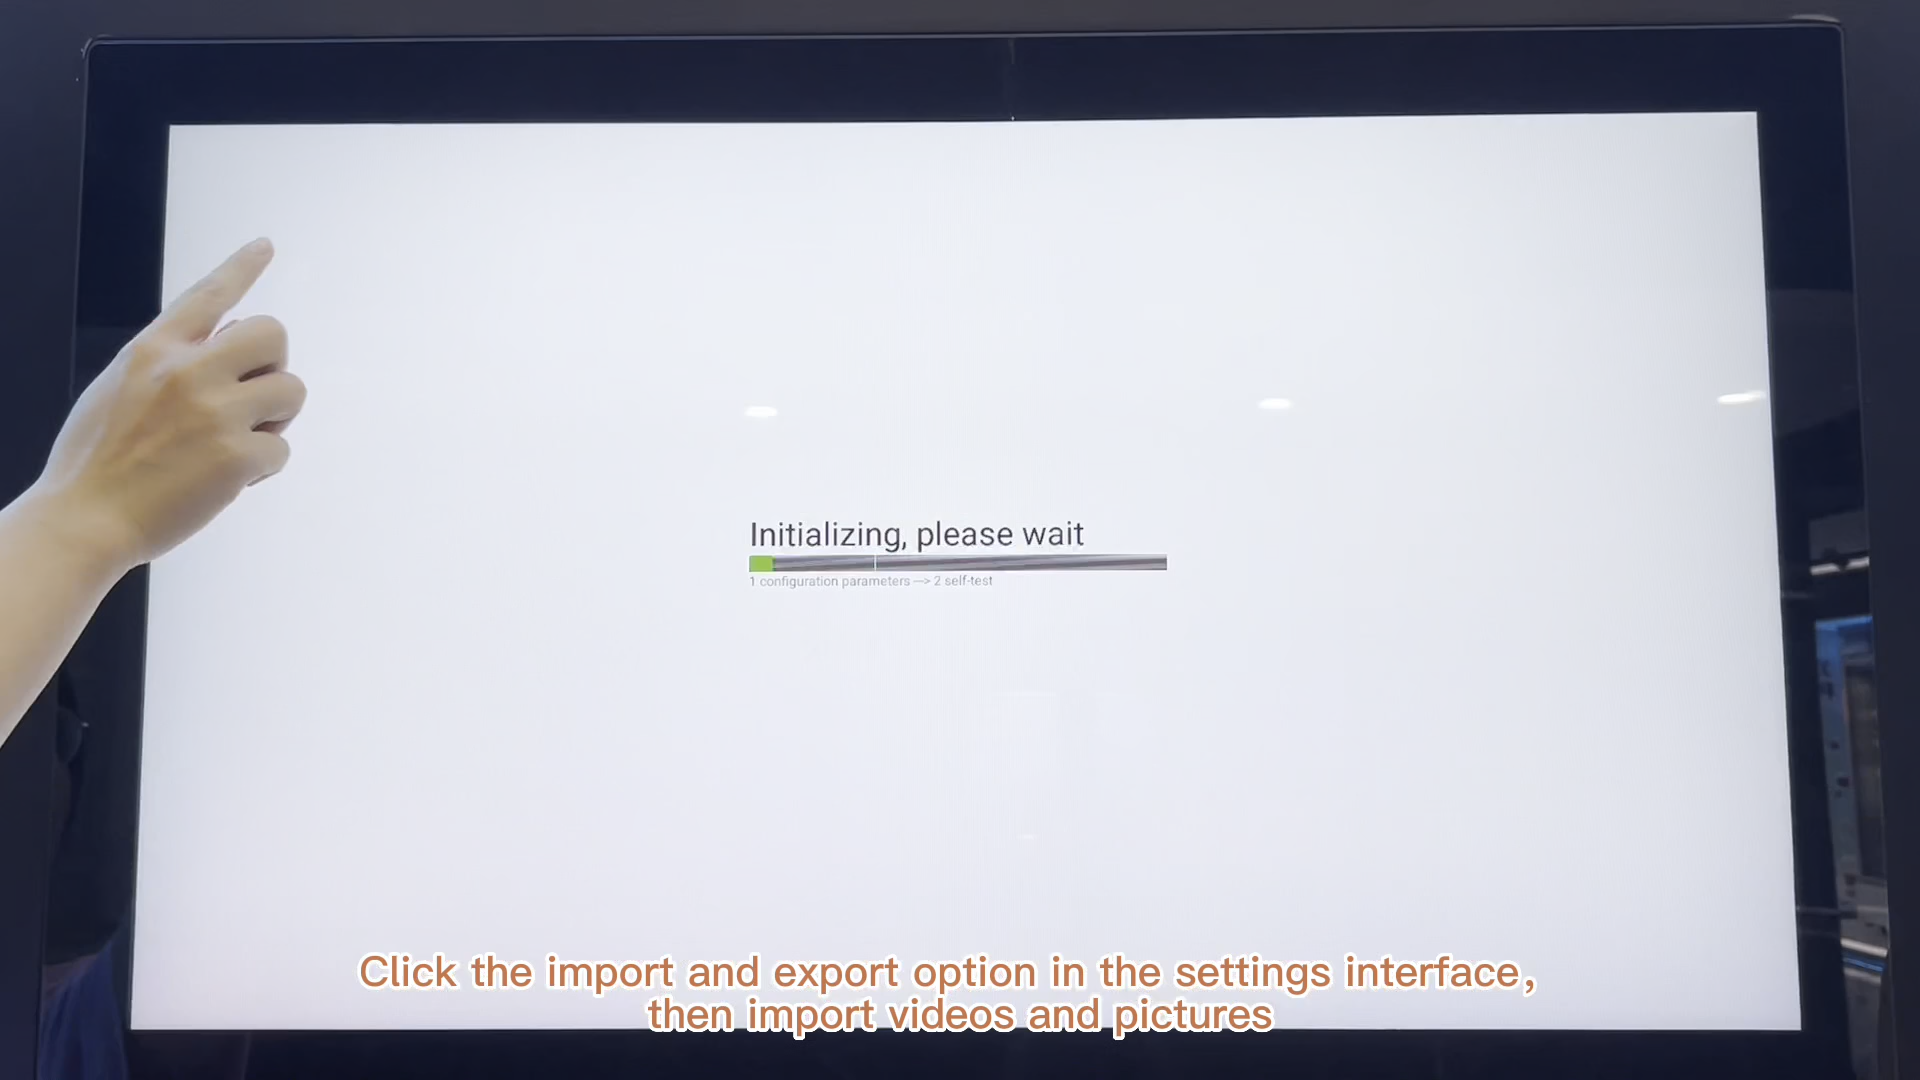 Initializing, please wait
1 configuration parameters —> 2 self-test
Click the import and export option in the settings interface,
then import videos and pictures